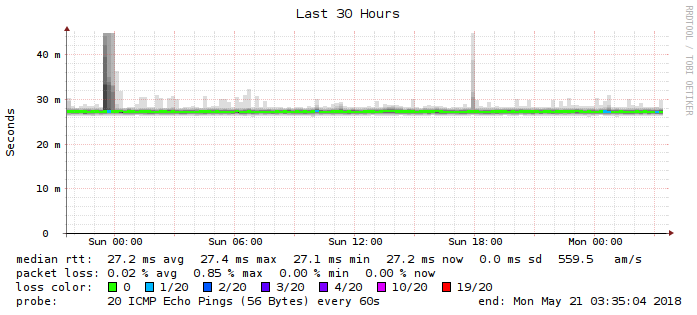 Last 30 Hours
RRDTOOL / TOBI OETIKER
Seconds
40 m
30 m
20 m
10 m
0
Sun 00:00 Sun 06:00 Sun 12:00 Sun 18:00 Mon 00:00
median rtt: 27.2 ms avg 27.4 ms max 27.1 ms min 27.2 ms now 0.0 ms sd 559.5 am/s
packet loss: 0.02 % avg 0.85 % max 0.00 % min 0.00 % now
loss color: 0 1/20 2/20 3/20 4/20 10/20 19/20
probe: 20 ICMP Echo Pings (56 Bytes) every 60s end: Mon May 21 03:35:04 2018